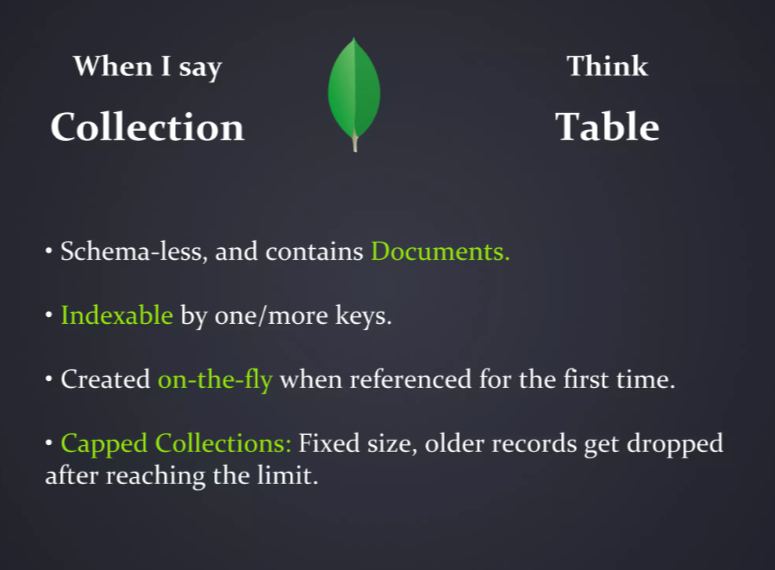 When I say
Think
Collection
Table
• Schema-less, and contains Documents.
• Indexable by one/more keys.
• Created on-the-fly when referenced for the first time.
• Capped Collections: Fixed size, older records get dropped
after reaching the limit.